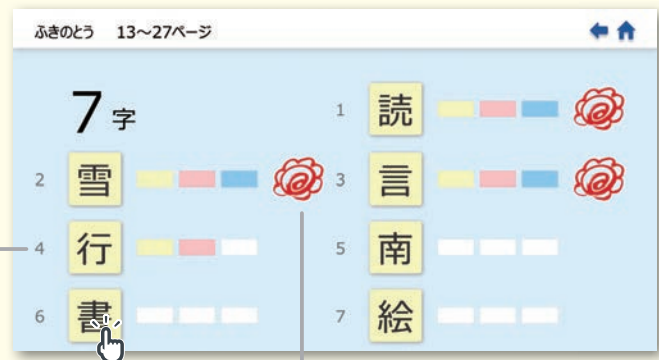 ふきのとう 13〜27ページ
7字
1 読
2 雪
3 言
4 行
5 南
6 書
7 絵